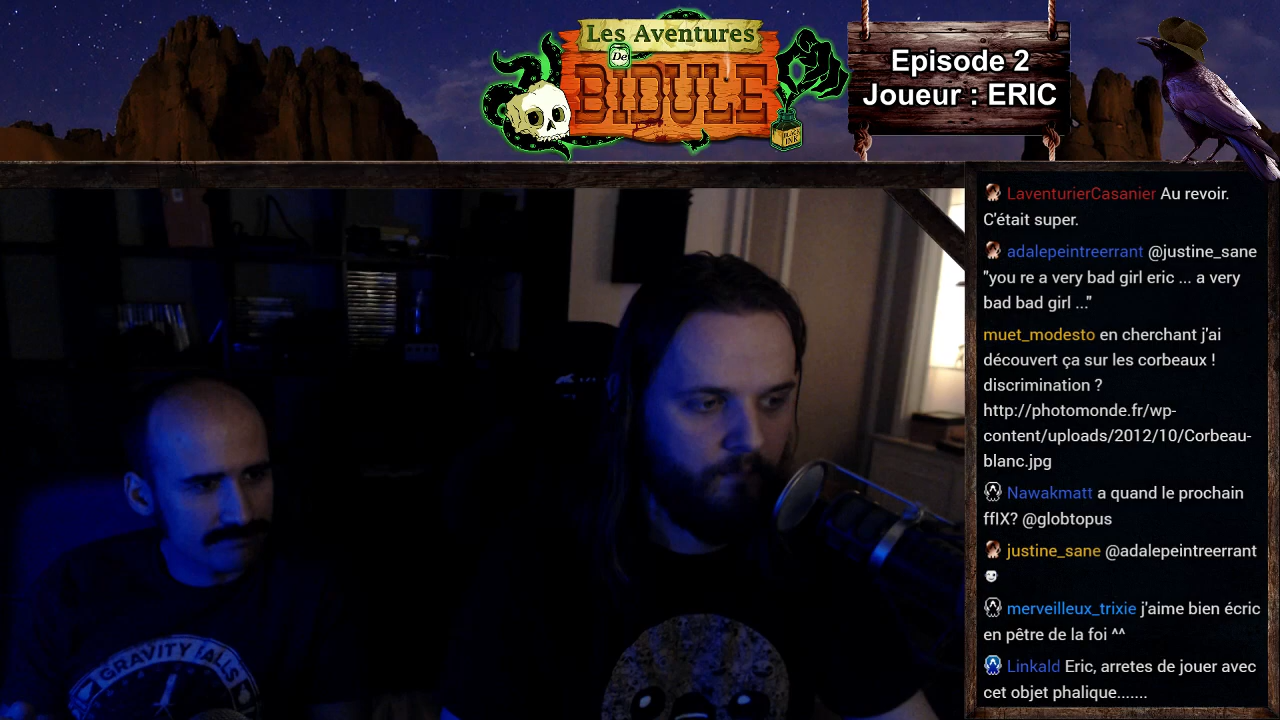 Les Aventures
De
BIDULE
BLACK
INK
Episode 2
Joueur : ERIC
LaventurierCasanier Au revoir.
C'était super.
adalepeintreerrant @justine_sane
"you re a very bad girl eric ... a very
bad bad girl ..."
muet_modesto en cherchant j'ai
découvert ça sur les corbeaux !
discrimination ?
http://photomonde.fr/wp-
content/uploads/2012/10/Corbeau-
blanc.jpg
Nawakmatt a quand le prochain
ffIX? @globtopus
justine_sane @adalepeintreerrant
merveilleux_trixie j'aime bien écric
en pêtre de la foi ^^
Linkald Eric, arretes de jouer avec
cet objet phalique.......
GRAVITY FALLS